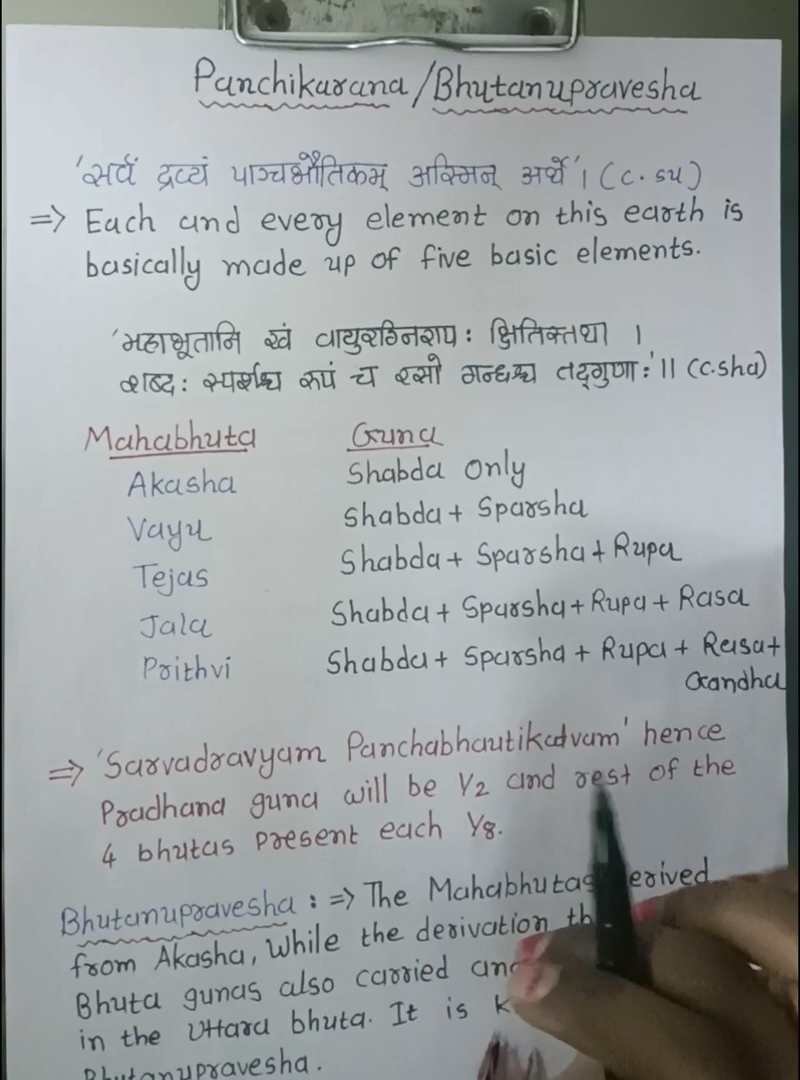 Panchikarana /Bhutanupravesha
'सर्वं द्रव्यं पाञ्चभौतिकम् अस्मिन् अर्थे'। (c. su)
=> Each and every element on this earth is
basically made up of five basic elements.
'महाभूतानि खं वायुरग्निरापः क्षितिस्तथा ।
शब्दः स्पर्शश्च रूपं च रसो गन्धश्च तद्गुणाः'॥ (c.sha)
Mahabhuta Guna
Akasha Shabda Only
Vayu Shabda + Sparsha
Tejas Shabda + Sparsha + Rupa
Jala Shabda + Sparsha + Rupa + Rasa
Prithvi Shabda + Sparsha + Rupa + Rasa +
Gandha
=> 'Sarvadravyam Panchabhautikatvam' hence
Pradhana guna will be 1/2 and rest of the
4 bhutas present each 1/8.
Bhutanupravesha : => The Mahabhutas erived
from Akasha, While the derivation th
Bhuta gunas also carried and
in the Uttara bhuta. It is k
Bhutanupravesha.